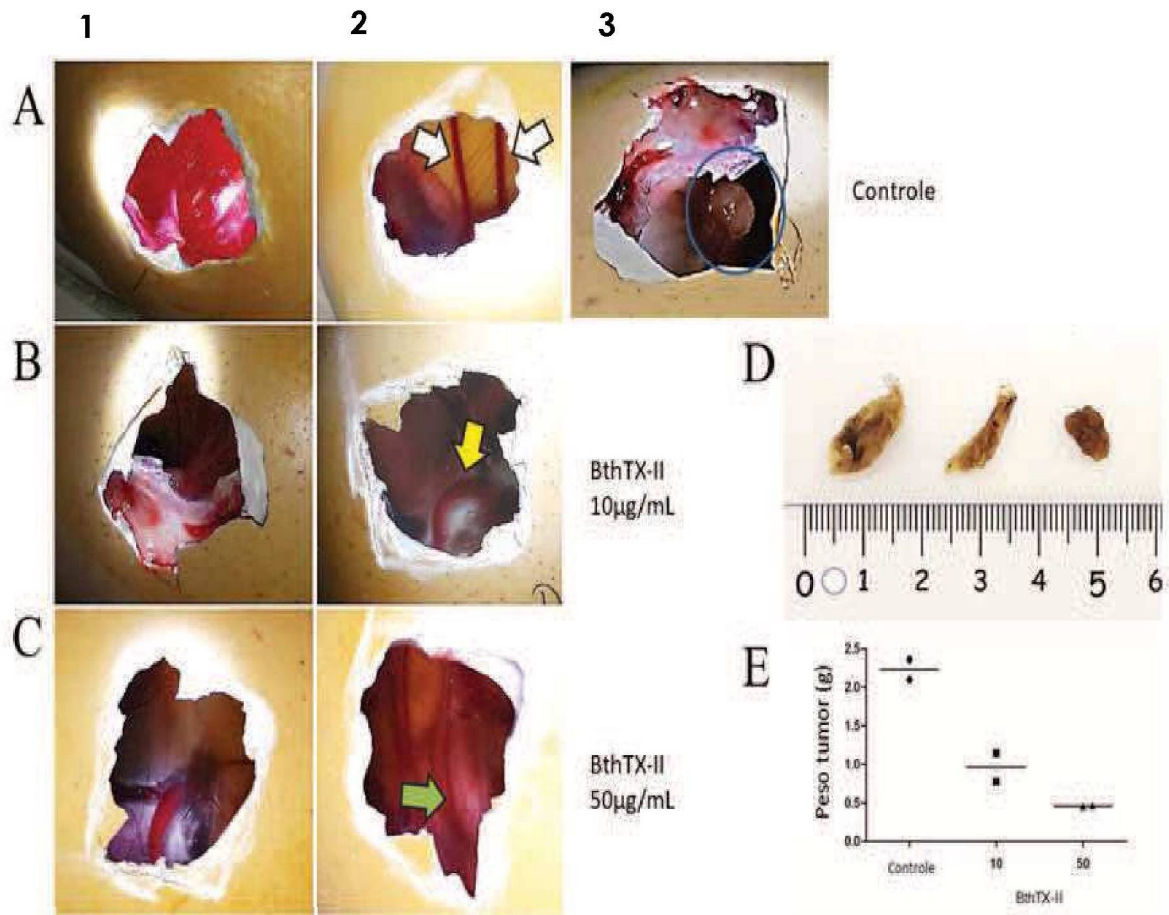 1 2 3
A
Controle
B
BthTX-II
10µg/mL
D
0 1 2 3 4 5 6
C
BthTX-II
50µg/mL
E
Peso tumor (g)
2.5
2.0
1.5
1.0
0.5
0.0
Controle 10 50
BthTX-II